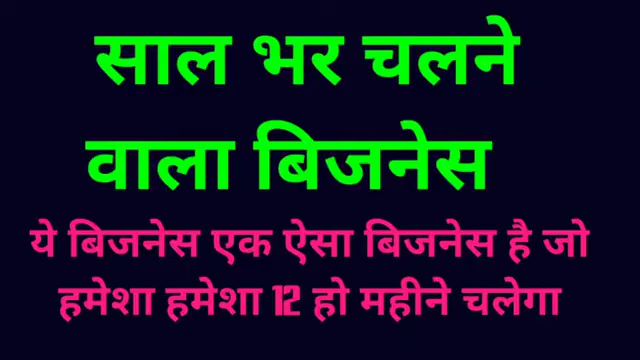 साल भर चलने
वाला बिजनेस
ये बिजनेस एक ऐसा बिजनेस है जो
हमेशा हमेशा 12 हो महीने चलेगा